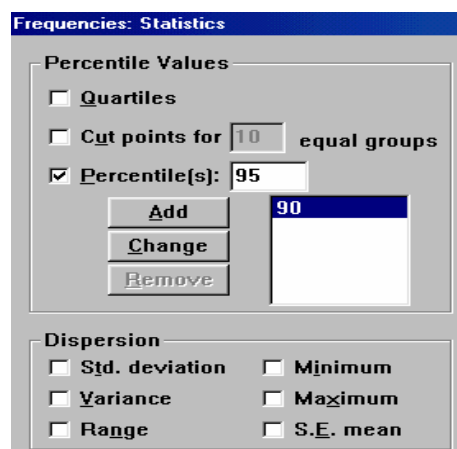 Frequencies: Statistics
Percentile Values
Quartiles
Cut points for 10 equal groups
Percentile(s): 95
Add
90
Change
Remove
Dispersion
Std. deviation
Minimum
Variance
Maximum
Range
S.E. mean